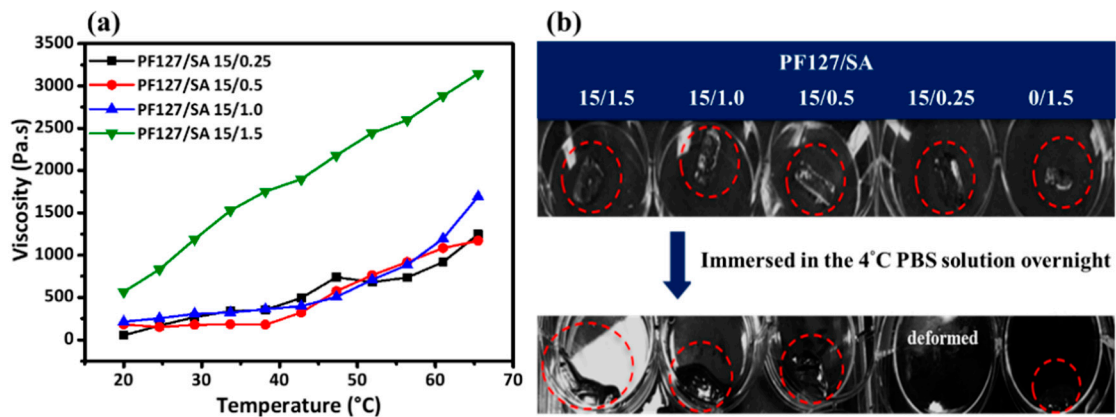 (a)
3500
3000
2500
2000
1500
1000
500
0
Viscosity (Pa.s)
PF127/SA 15/0.25
PF127/SA 15/0.5
PF127/SA 15/1.0
PF127/SA 15/1.5
20 30 40 50 60 70
Temperature (°C)
(b)
PF127/SA
15/1.5 15/1.0 15/0.5 15/0.25 0/1.5
Immersed in the 4°C PBS solution overnight
deformed